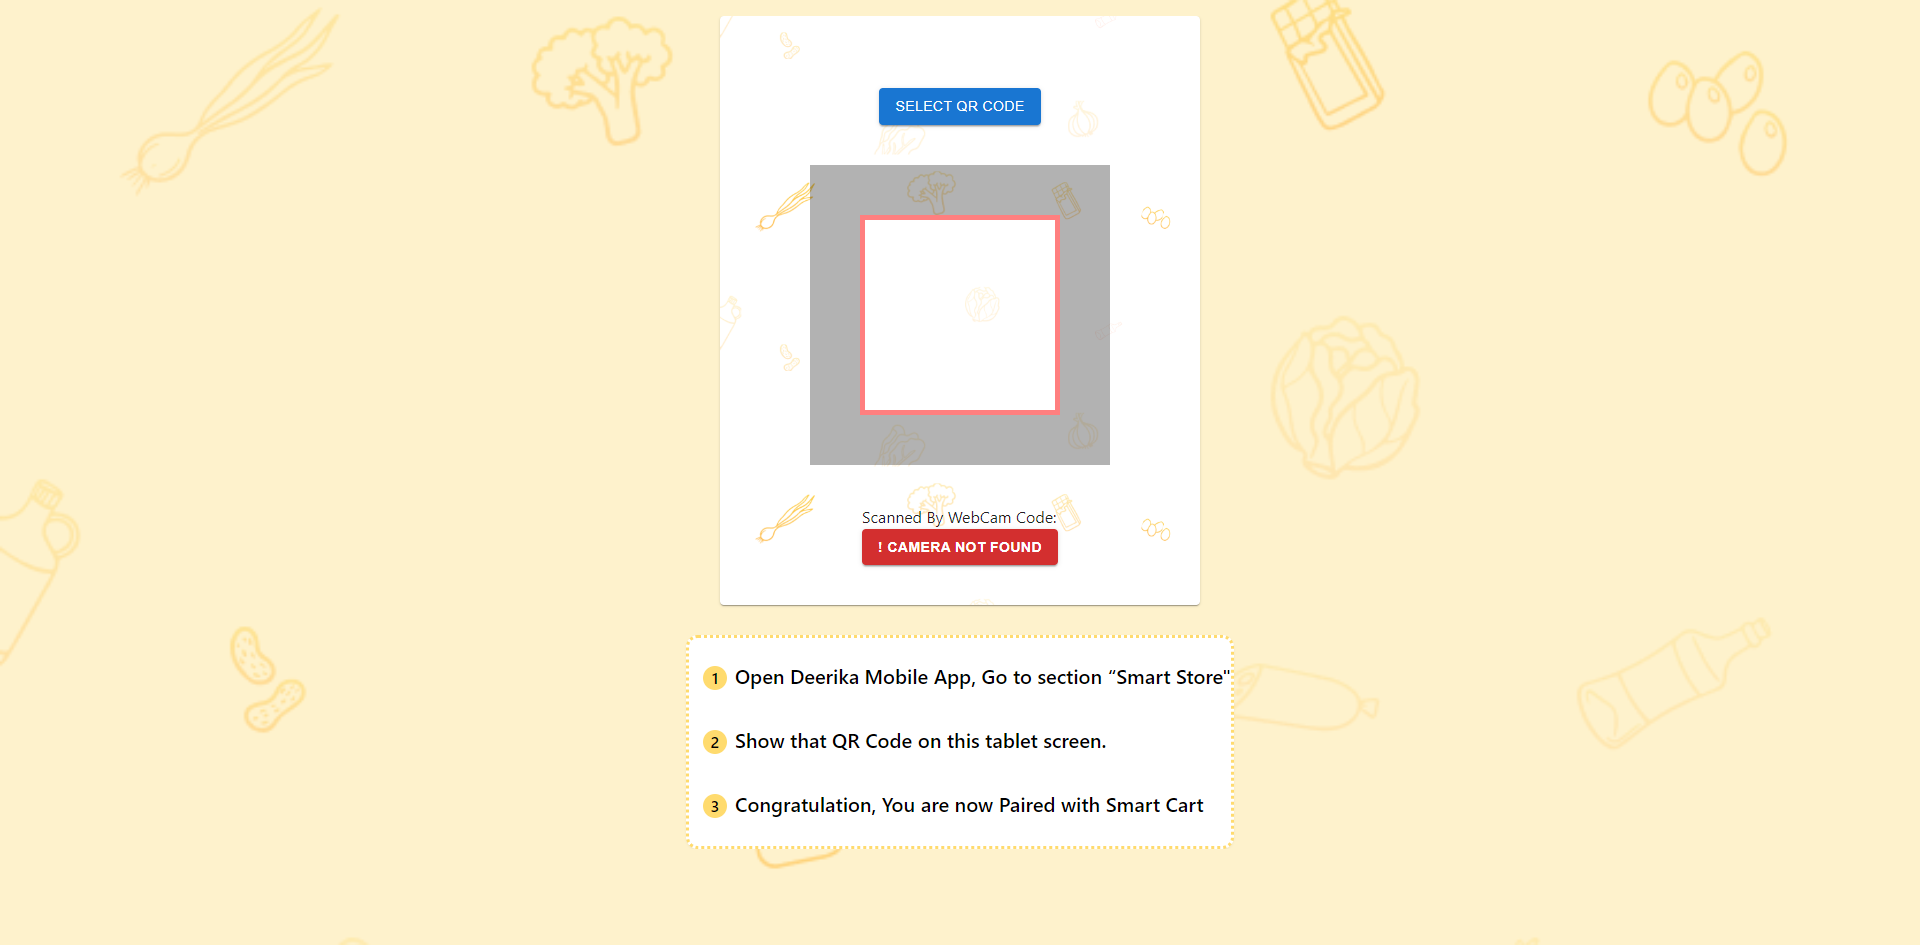 SELECT QR CODE
Scanned By WebCam Code:
! CAMERA NOT FOUND
1 Open Deerika Mobile App, Go to section “Smart Store"
2 Show that QR Code on this tablet screen.
3 Congratulation, You are now Paired with Smart Cart